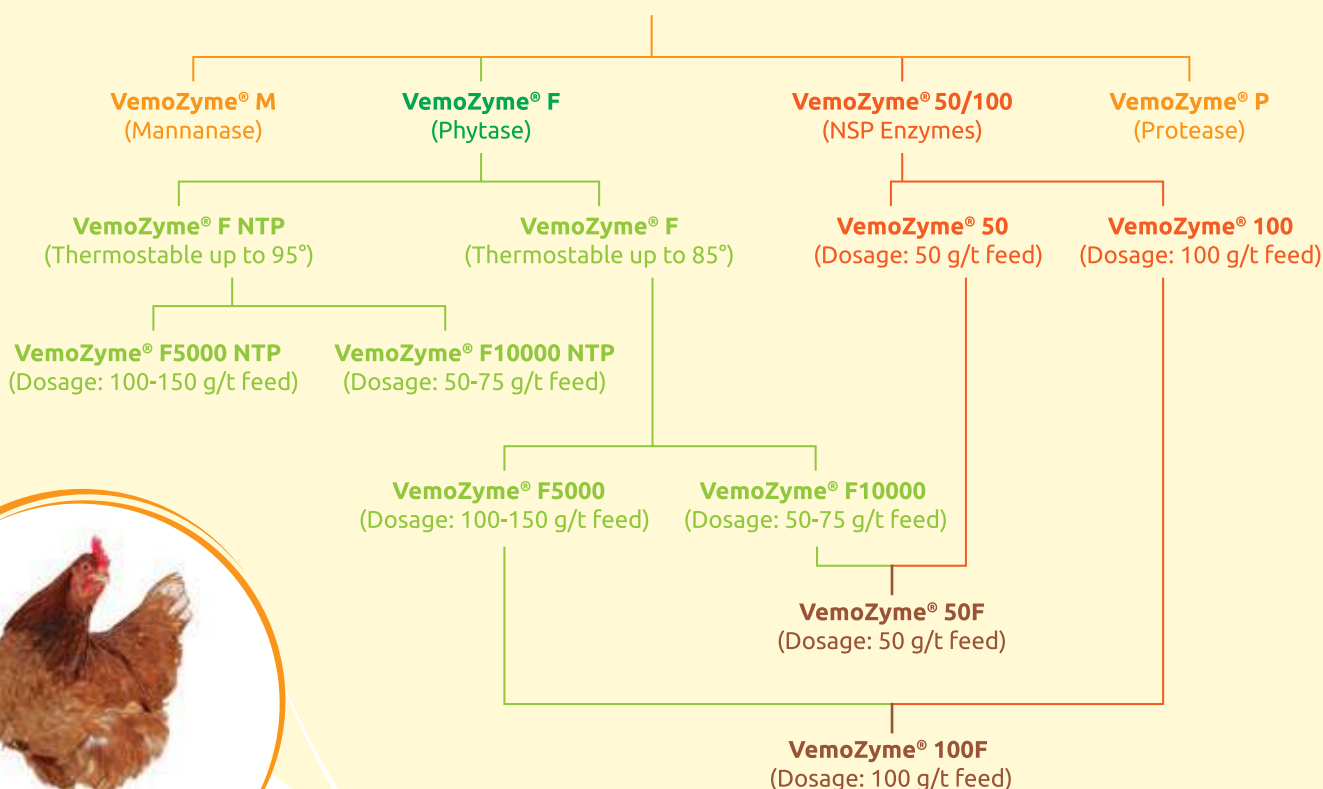 VemoZyme® M
(Mannanase)
VemoZyme® F
(Phytase)
VemoZyme® 50/100
(NSP Enzymes)
VemoZyme® P
(Protease)
VemoZyme® F NTP
(Thermostable up to 95°)
VemoZyme® F
(Thermostable up to 85°)
VemoZyme® 50
(Dosage: 50 g/t feed)
VemoZyme® 100
(Dosage: 100 g/t feed)
VemoZyme® F5000 NTP
(Dosage: 100-150 g/t feed)
VemoZyme® F10000 NTP
(Dosage: 50-75 g/t feed)
VemoZyme® F5000
(Dosage: 100-150 g/t feed)
VemoZyme® F10000
(Dosage: 50-75 g/t feed)
VemoZyme® 50F
(Dosage: 50 g/t feed)
VemoZyme® 100F
(Dosage: 100 g/t feed)